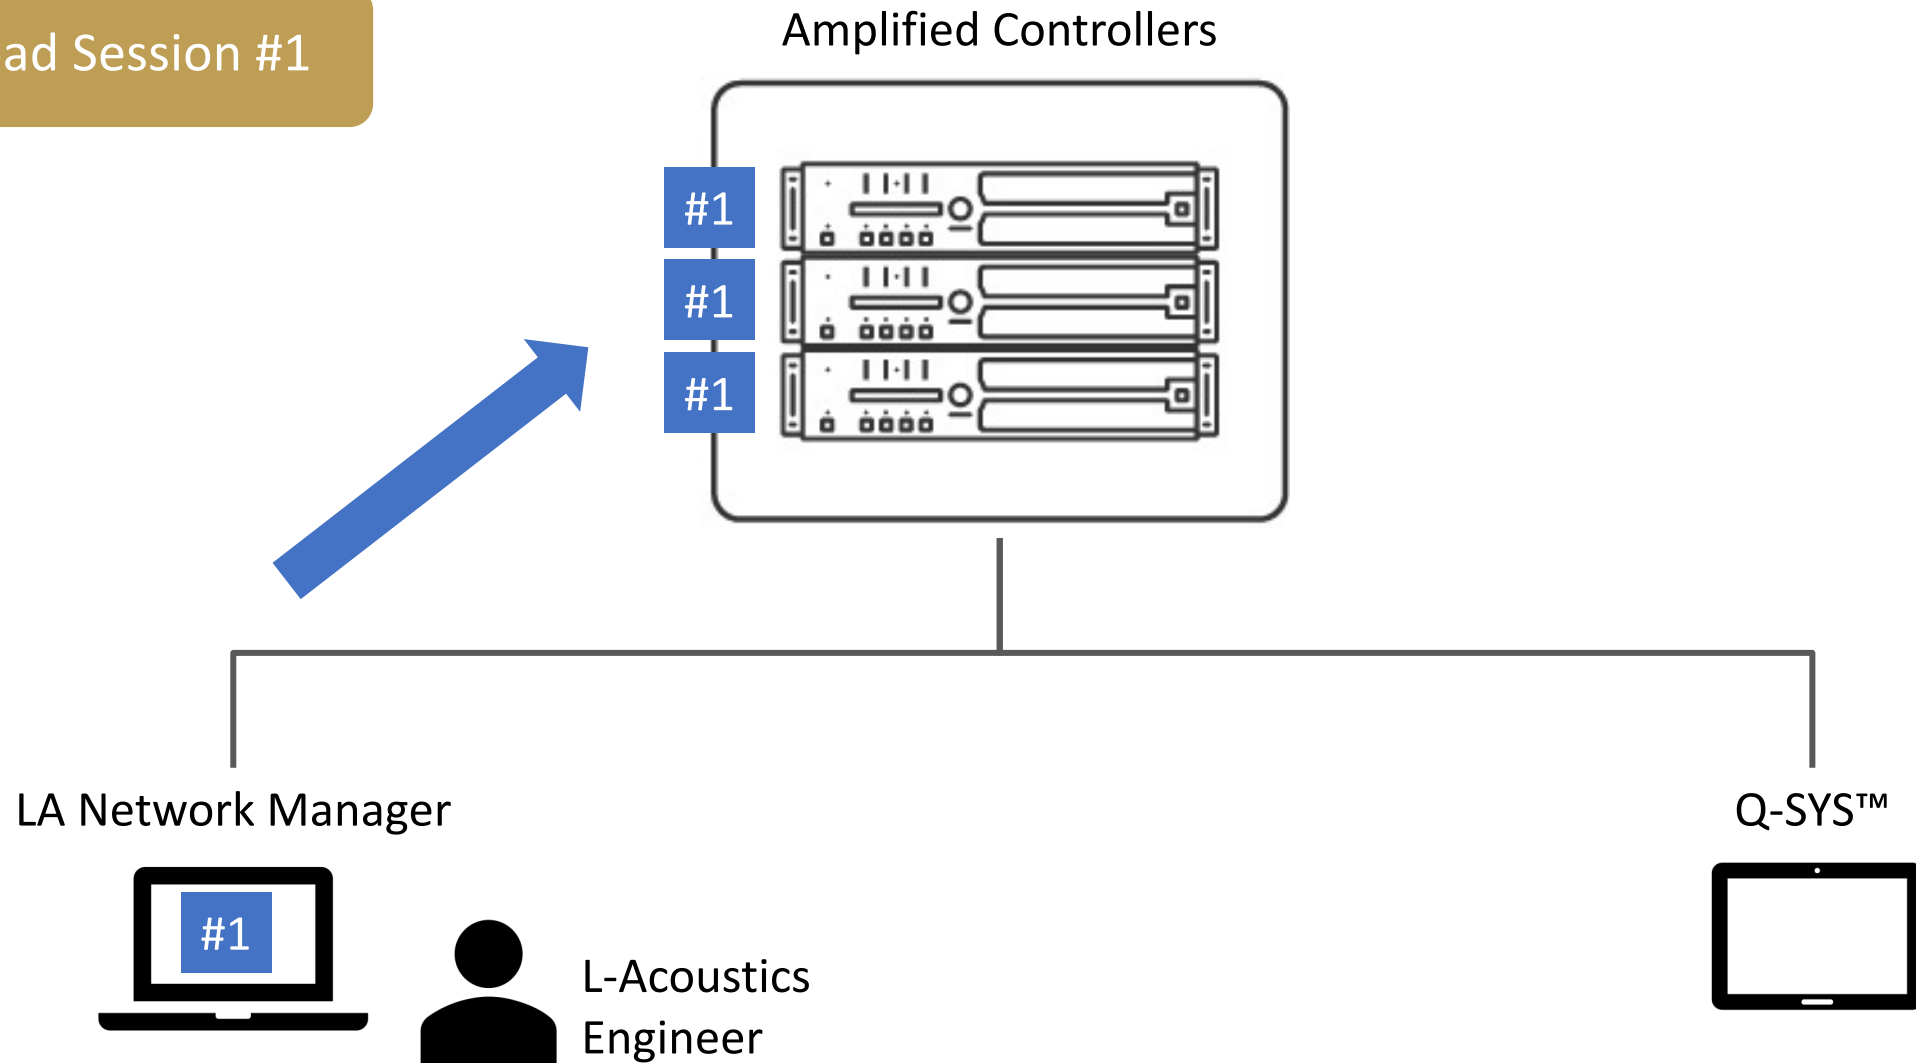 ad Session #1
Amplified Controllers
#1
#1
#1
LA Network Manager
Q-SYS™
#1
L-Acoustics
Engineer